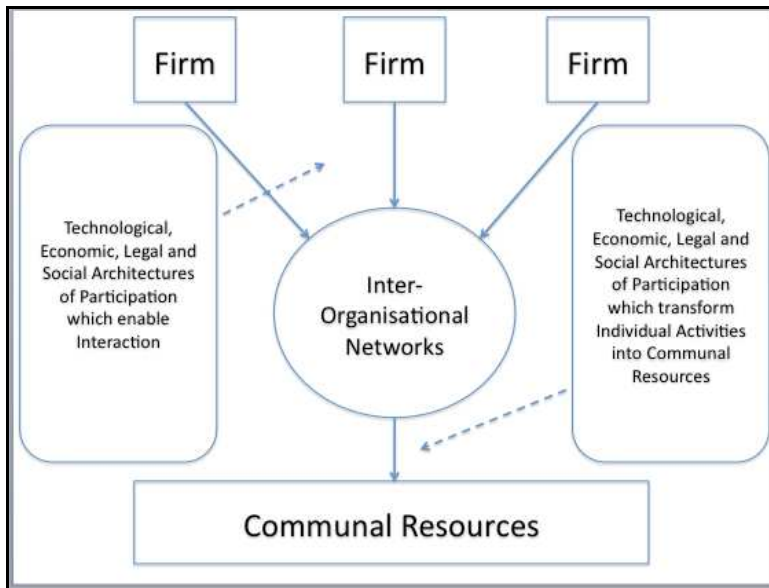 Firm
Firm
Firm
Technological,
Economic, Legal and
Social Architectures
of Participation
which enable
Interaction
Inter-
Organisational
Networks
Technological,
Economic, Legal and
Social Architectures
of Participation
which transform
Individual Activities
into Communal
Resources
Communal Resources